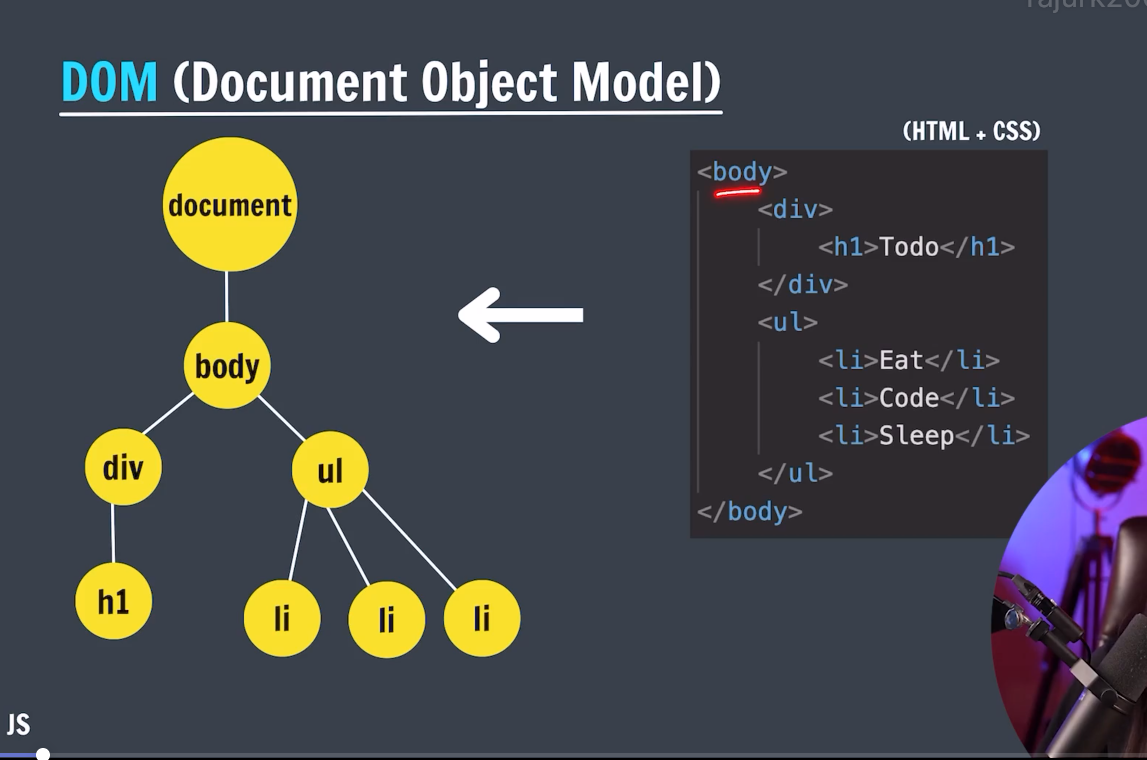 DOM (Document Object Model)
document
body
div
ul
h1
li
li
li
(HTML + CSS)
<body>
<div>
<h1>Todo</h1>
</div>
<ul>
<li>Eat</li>
<li>Code</li>
<li>Sleep</li>
</ul>
</body>
JS